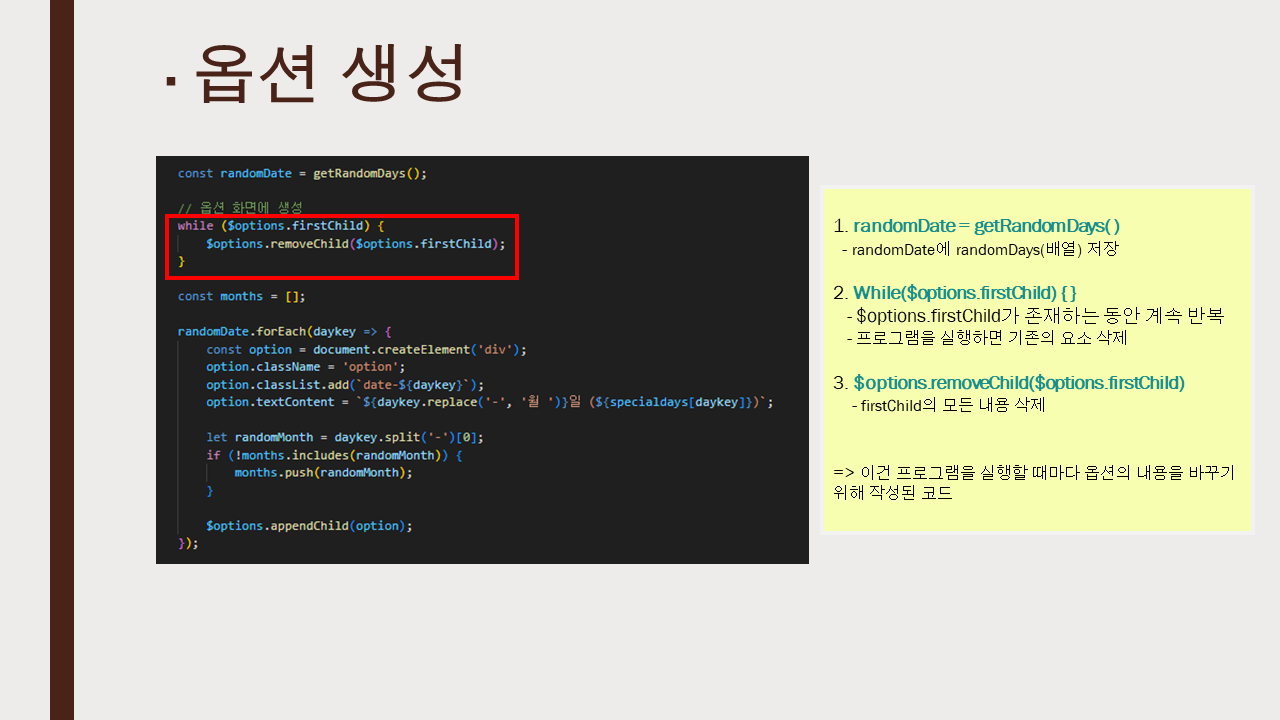 ▪ 옵션 생성
const randomDate = getRandomDays();
// 옵션 화면에 생성
while ($options.firstChild) {
$options.removeChild($options.firstChild);
}
const months = [];
randomDate.forEach(daykey => {
const option = document.createElement('div');
option.className = 'option';
option.classList.add(`date-${daykey}`);
option.textContent = `${daykey.replace('-', '월 ')}일 (${specialdays[daykey]})`;
let randomMonth = daykey.split('-')[0];
if (!months.includes(randomMonth)) {
months.push(randomMonth);
}
$options.appendChild(option);
});
1. randomDate = getRandomDays( )
- randomDate에 randomDays(배열) 저장
2. While($options.firstChild) { }
- $options.firstChild가 존재하는 동안 계속 반복
- 프로그램을 실행하면 기존의 요소 삭제
3. $options.removeChild($options.firstChild)
- firstChild의 모든 내용 삭제
=> 이건 프로그램을 실행할 때마다 옵션의 내용을 바꾸기
위해 작성된 코드